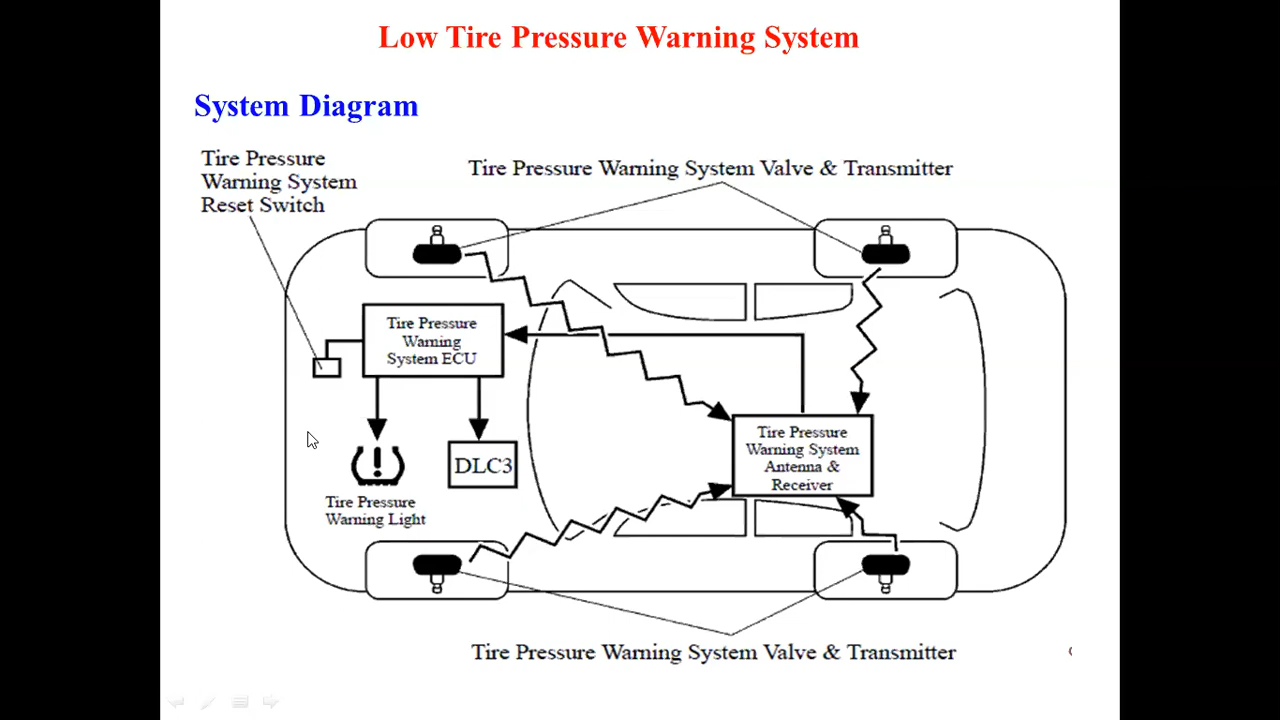 Low Tire Pressure Warning System
System Diagram
Tire Pressure
Warning System
Reset Switch
Tire Pressure Warning System Valve & Transmitter
Tire Pressure
Warning
System ECU
Tire Pressure
Warning System
Antenna &
Receiver
DLC3
Tire Pressure
Warning Light
Tire Pressure Warning System Valve & Transmitter